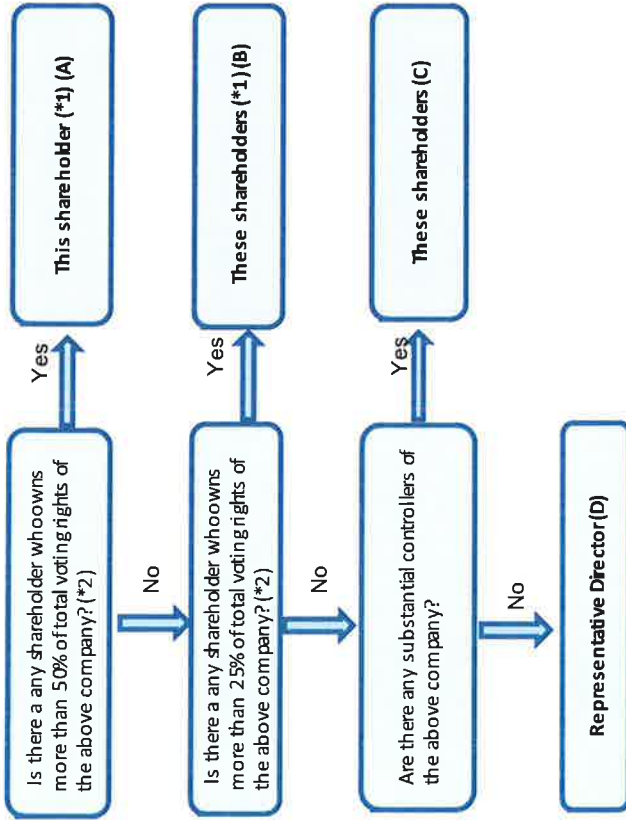 Is there a any shareholder whoowns
more than 50% of total voting rights of
the above company? (*2)
Yes
This shareholder (*1) (A)
No
Is there a any shareholder whoowns
more than 25% of total voting rights of
the above company? (*2)
Yes
These shareholders (*1) (B)
No
Are there any substantial controllers of
the above company?
Yes
These shareholders (C)
No
Representative Director (D)